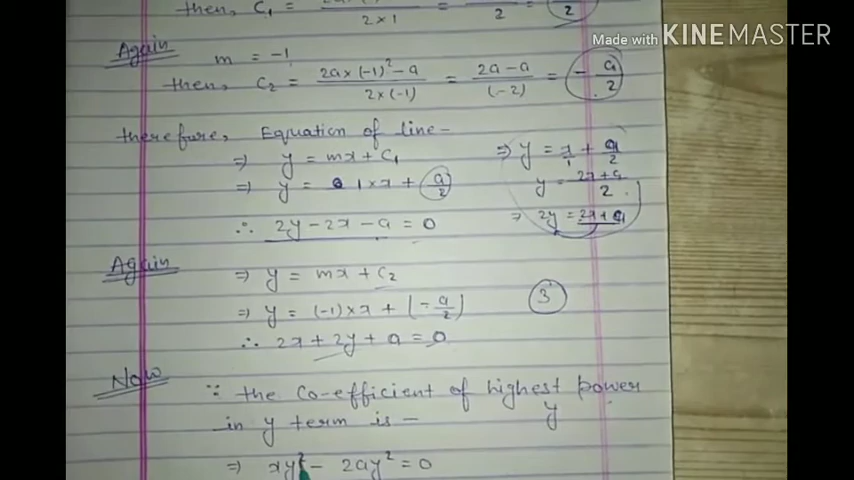 then, C₁ = ——— / 2×1 = — / 2 = / 2
Made with KINEMASTER
Again m = -1
then, C₂ = 2a×(-1)² - a / 2×(-1) = 2a-a / (-2) = - a/2
therefore, Equation of line-
⇒ y = mx + C₁ ⇒ y = x/1 + a/2
⇒ y = 1×x + a/2 y = 2x+a / 2
∴ 2y-2x-a = 0 ⇒ 2y = 2x+a
Again ⇒ y = mx + C₂
⇒ y = (-1)×x + (-a/2) 3
∴ 2x+2y+a = 0
Now ∵ the Co-efficient of highest power
in y term is - y
⇒ xy² - 2ay² = 0